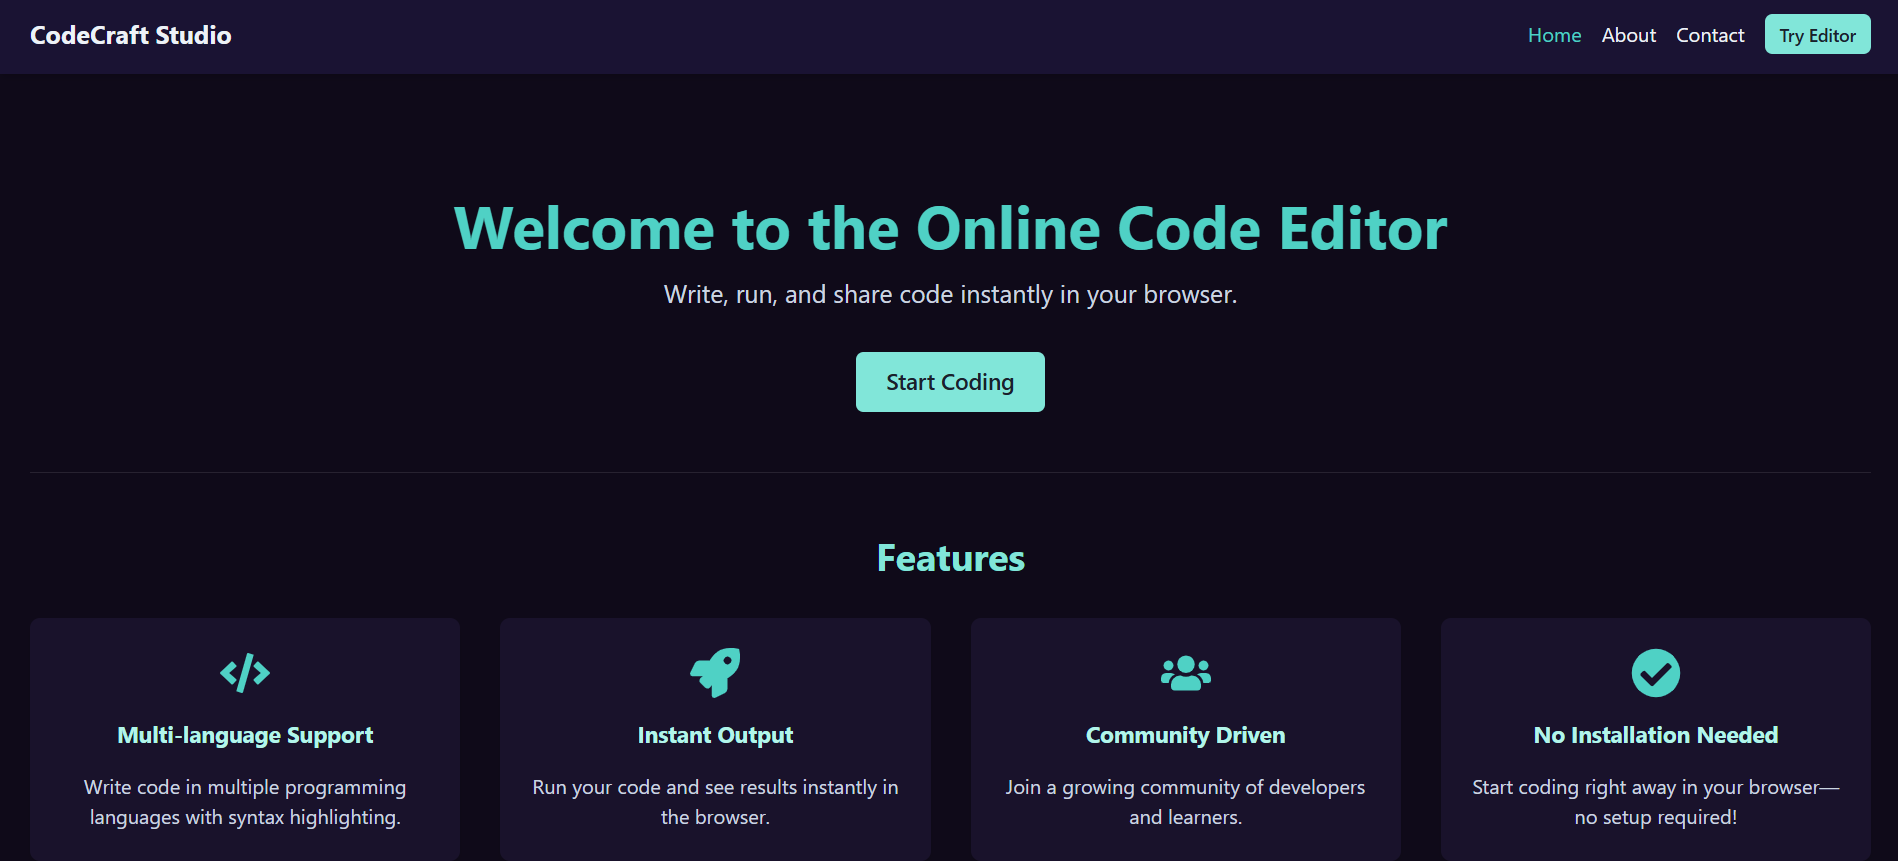 CodeCraft Studio
Home About Contact Try Editor
Welcome to the Online Code Editor
Write, run, and share code instantly in your browser.
Start Coding
Features
Multi-language Support
Write code in multiple programming
languages with syntax highlighting.
Instant Output
Run your code and see results instantly in
the browser.
Community Driven
Join a growing community of developers
and learners.
No Installation Needed
Start coding right away in your browser—
no setup required!